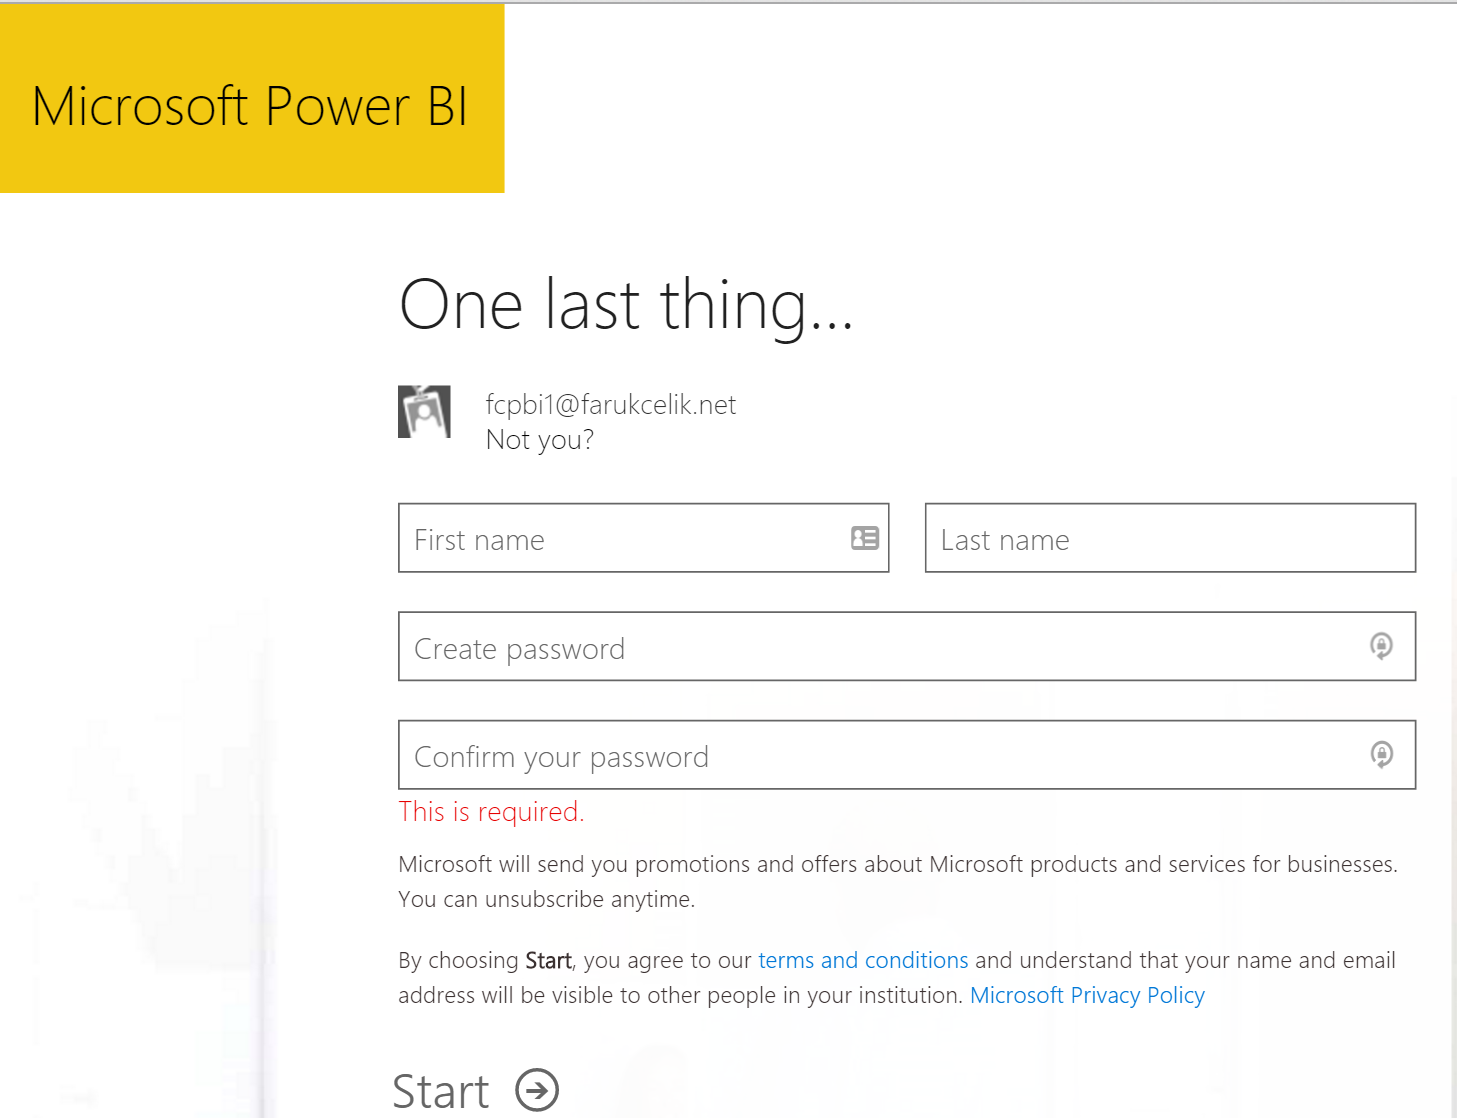 Microsoft Power BI
One last thing...
fcpbi1@farukcelik.net
Not you?
First name
Last name
Create password
Confirm your password
This is required.
Microsoft will send you promotions and offers about Microsoft products and services for businesses.
You can unsubscribe anytime.
By choosing Start, you agree to our terms and conditions and understand that your name and email
address will be visible to other people in your institution. Microsoft Privacy Policy
Start